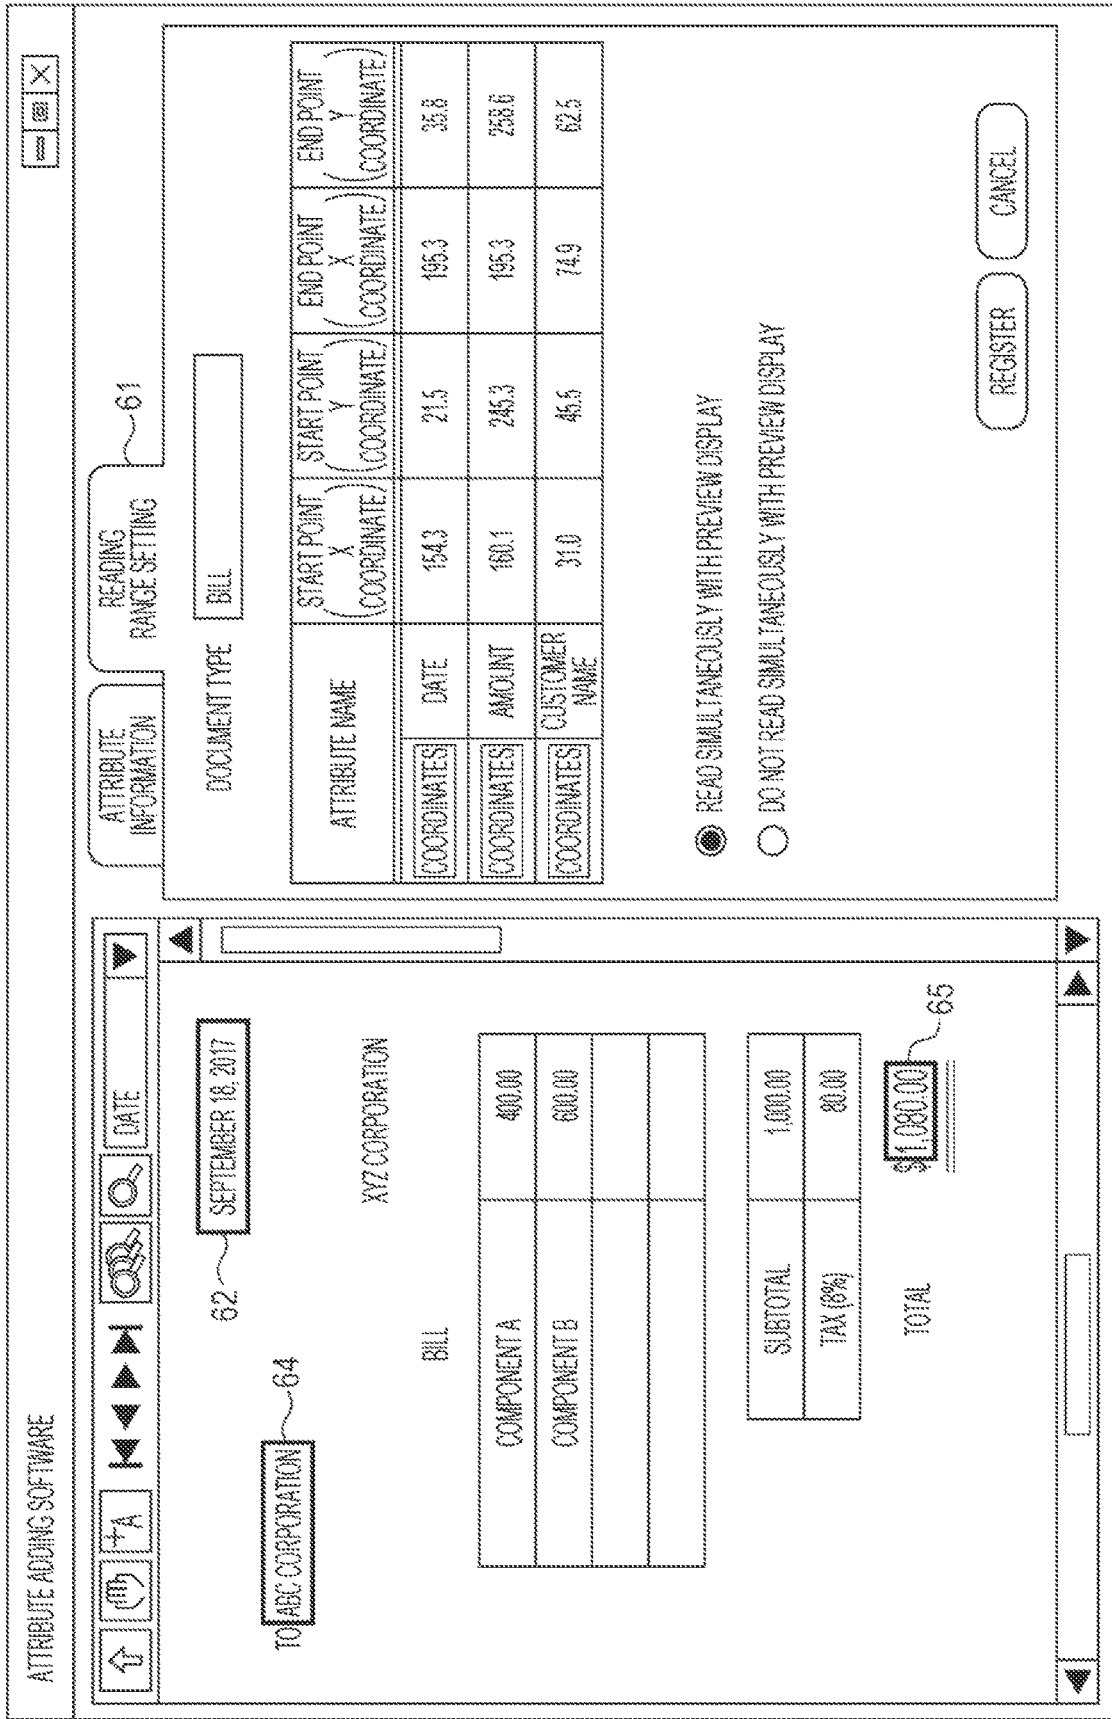 ATTRIBUTE ADDING SOFTWARE
+A
DATE
SEPTEMBER 18, 2017
62
TO ABC CORPORATION
64
XYZ CORPORATION
BILL
COMPONENT A 400.00
COMPONENT B 600.00
SUBTOTAL 1,000.00
TAX (8%) 80.00
TOTAL $1,080.00
65
ATTRIBUTE
INFORMATION
READING
RANGE SETTING
61
DOCUMENT TYPE BILL
ATTRIBUTE NAME
START POINT
(X
COORDINATE)
START POINT
(Y
COORDINATE)
END POINT
(X
COORDINATE)
END POINT
(Y
COORDINATE)
COORDINATES DATE 154.3 21.5 195.3 35.8
COORDINATES AMOUNT 160.1 245.3 195.3 258.6
COORDINATES CUSTOMER
NAME 31.0 45.5 74.9 62.5
READ SIMULTANEOUSLY WITH PREVIEW DISPLAY
DO NOT READ SIMULTANEOUSLY WITH PREVIEW DISPLAY
REGISTER
CANCEL